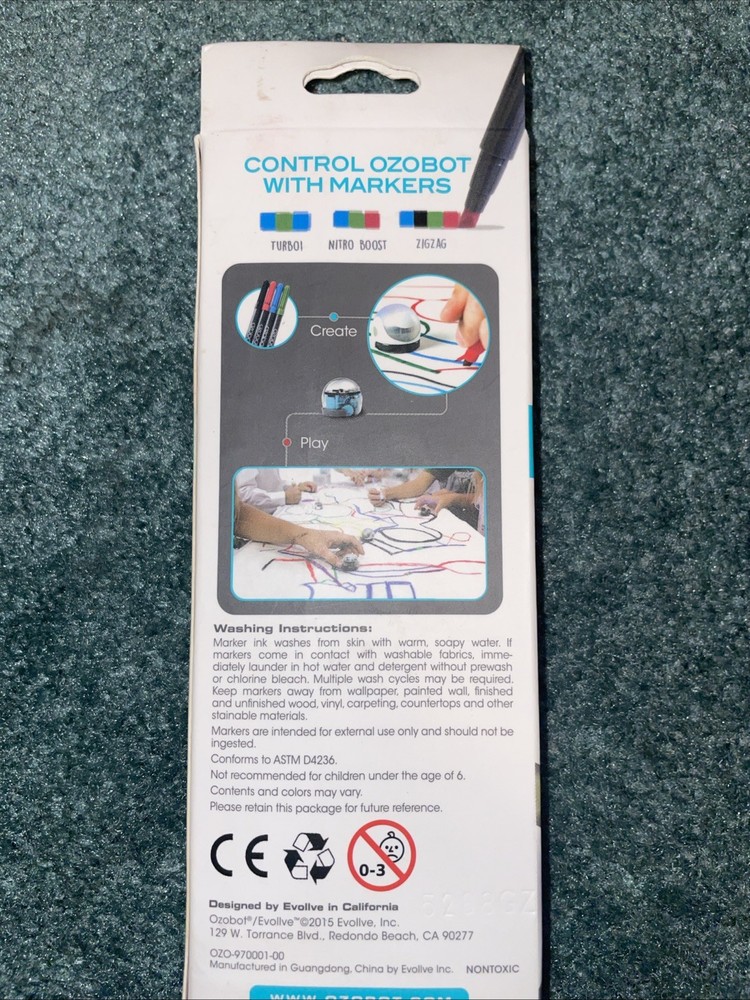 CONTROL OZOBOT
WITH MARKERS
TURBO! NITRO BOOST ZIGZAG
Create
Play
Washing Instructions:
Marker ink washes from skin with warm, soapy water. If
markers come in contact with washable fabrics, imme-
diately launder in hot water and detergent without prewash
or chlorine bleach. Multiple wash cycles may be required.
Keep markers away from wallpaper, painted wall, finished
and unfinished wood, vinyl, carpeting, countertops and other
stainable materials.
Markers are intended for external use only and should not be
ingested.
Conforms to ASTM D4236.
Not recommended for children under the age of 6.
Contents and colors may vary.
Please retain this package for future reference.
CE 0-3
Designed by Evollve in California
Ozobot®/Evollve™©2015 Evollve, Inc.
129 W. Torrance Blvd., Redondo Beach, CA 90277
OZO-970001-00
Manufactured in Guangdong, China by Evollve Inc. NONTOXIC
WWW.OZOBOT.COM